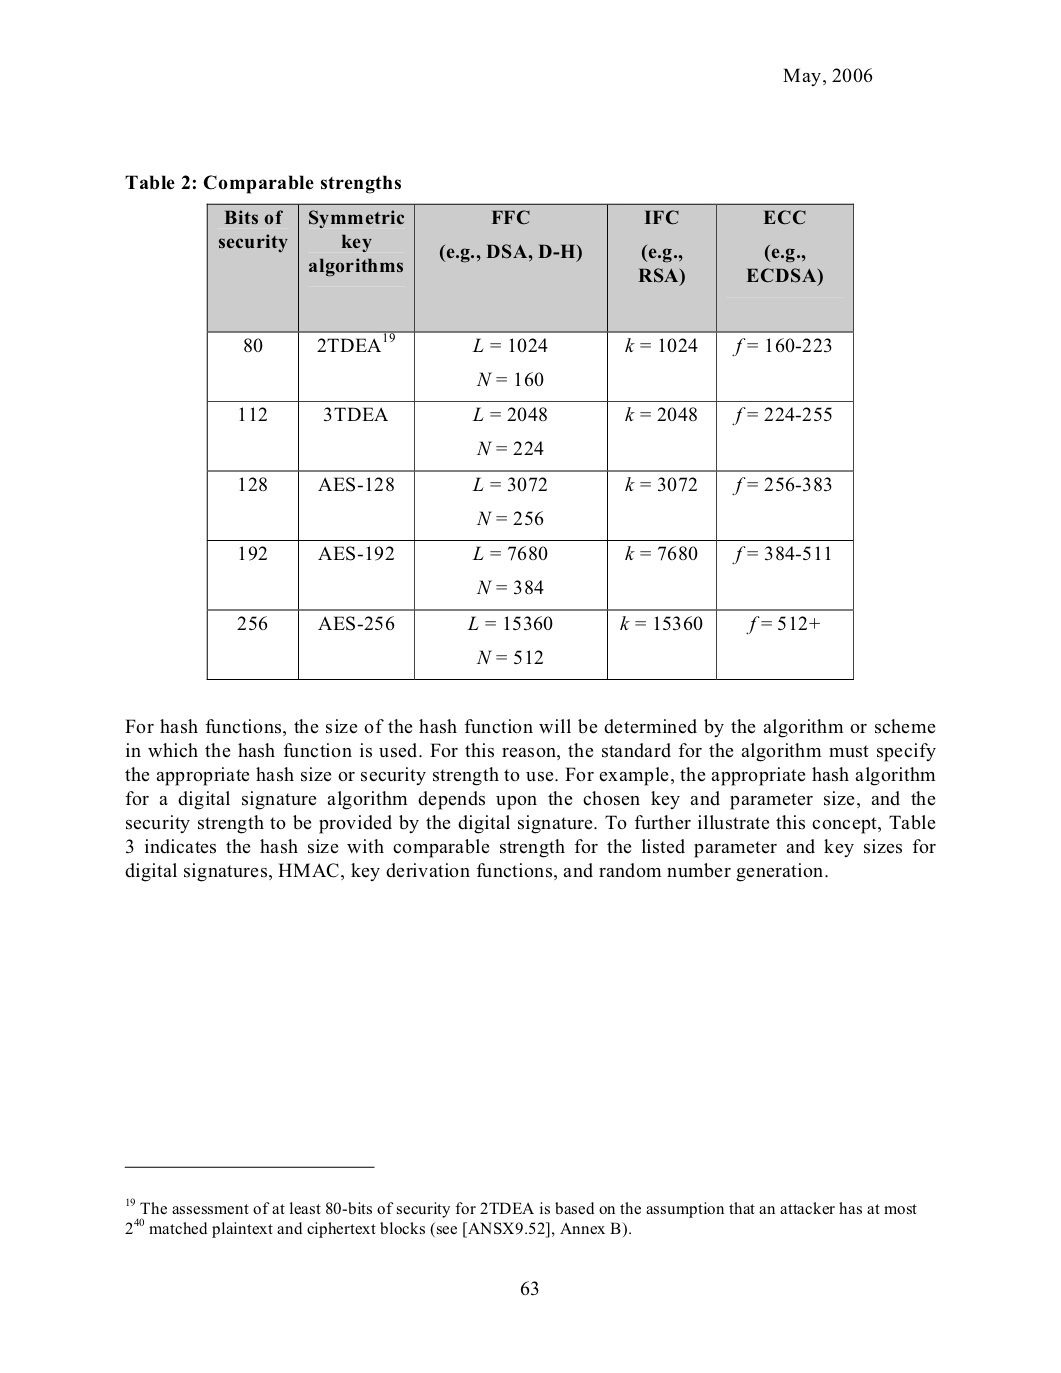 May, 2006
Table 2: Comparable strengths
Bits of security | Symmetric key algorithms | FFC (e.g., DSA, D-H) | IFC (e.g., RSA) | ECC (e.g., ECDSA)
80 | 2TDEA19 | L = 1024 N = 160 | k = 1024 | f = 160-223
112 | 3TDEA | L = 2048 N = 224 | k = 2048 | f = 224-255
128 | AES-128 | L = 3072 N = 256 | k = 3072 | f = 256-383
192 | AES-192 | L = 7680 N = 384 | k = 7680 | f = 384-511
256 | AES-256 | L = 15360 N = 512 | k = 15360 | f = 512+
For hash functions, the size of the hash function will be determined by the algorithm or scheme
in which the hash function is used. For this reason, the standard for the algorithm must specify
the appropriate hash size or security strength to use. For example, the appropriate hash algorithm
for a digital signature algorithm depends upon the chosen key and parameter size, and the
security strength to be provided by the digital signature. To further illustrate this concept, Table
3 indicates the hash size with comparable strength for the listed parameter and key sizes for
digital signatures, HMAC, key derivation functions, and random number generation.
19 The assessment of at least 80-bits of security for 2TDEA is based on the assumption that an attacker has at most
2^40 matched plaintext and ciphertext blocks (see [ANSX9.52], Annex B).
63